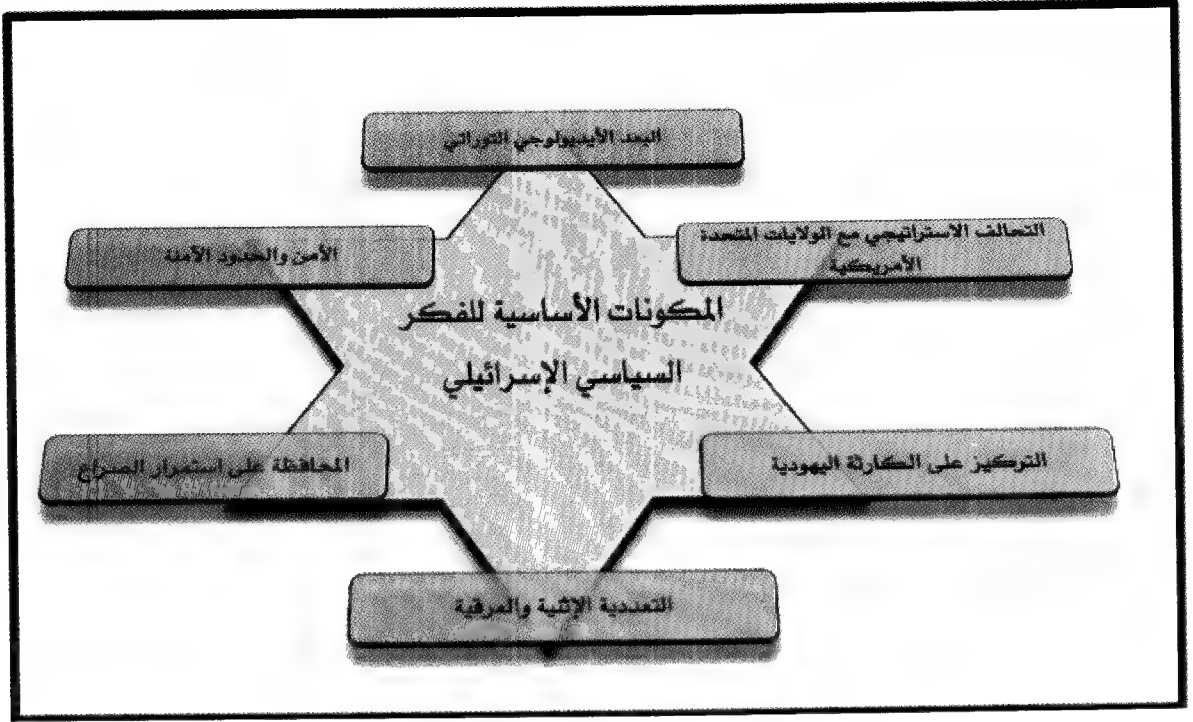 البعد الأيديولوجي التوراتي
التحالف الاستراتيجي مع الولايات المتحدة
الأمريكية
الأمن والحدود الآمنة
المكونات الأساسية للفكر
السياسي الإسرائيلي
التركيز على الكارثة اليهودية
المحافظة على استمرار الصراع
التعددية الإثنية والعرقية